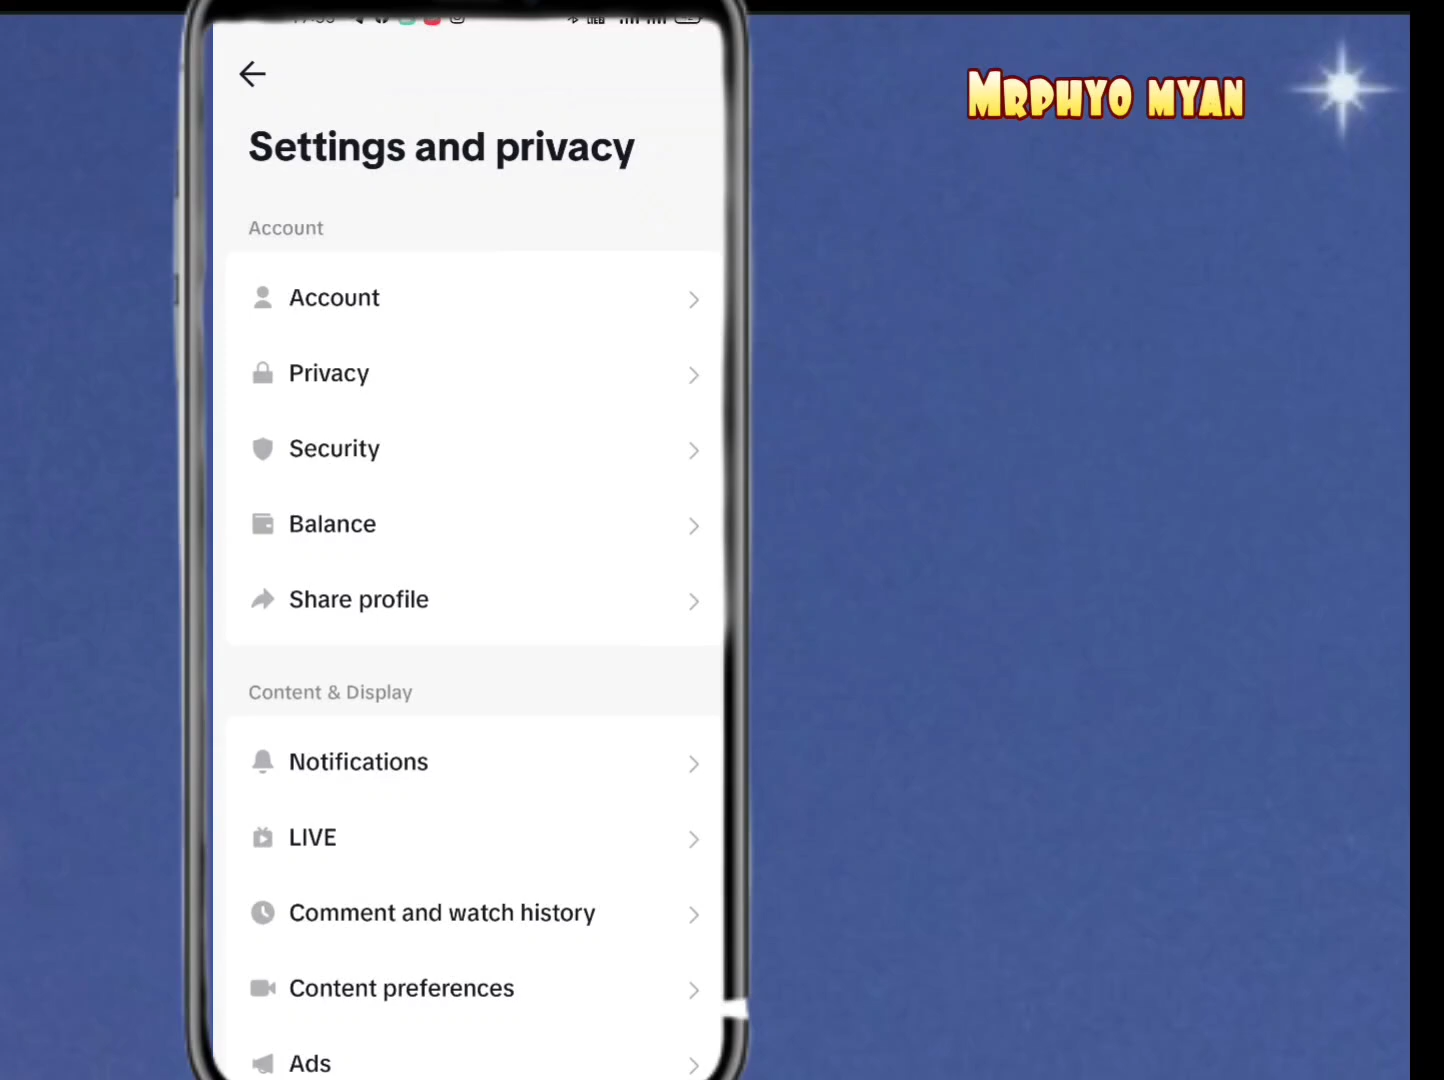 Mrphyo myan
Settings and privacy
Account
Account
Privacy
Security
Balance
Share profile
Content & Display
Notifications
LIVE
Comment and watch history
Content preferences
Ads